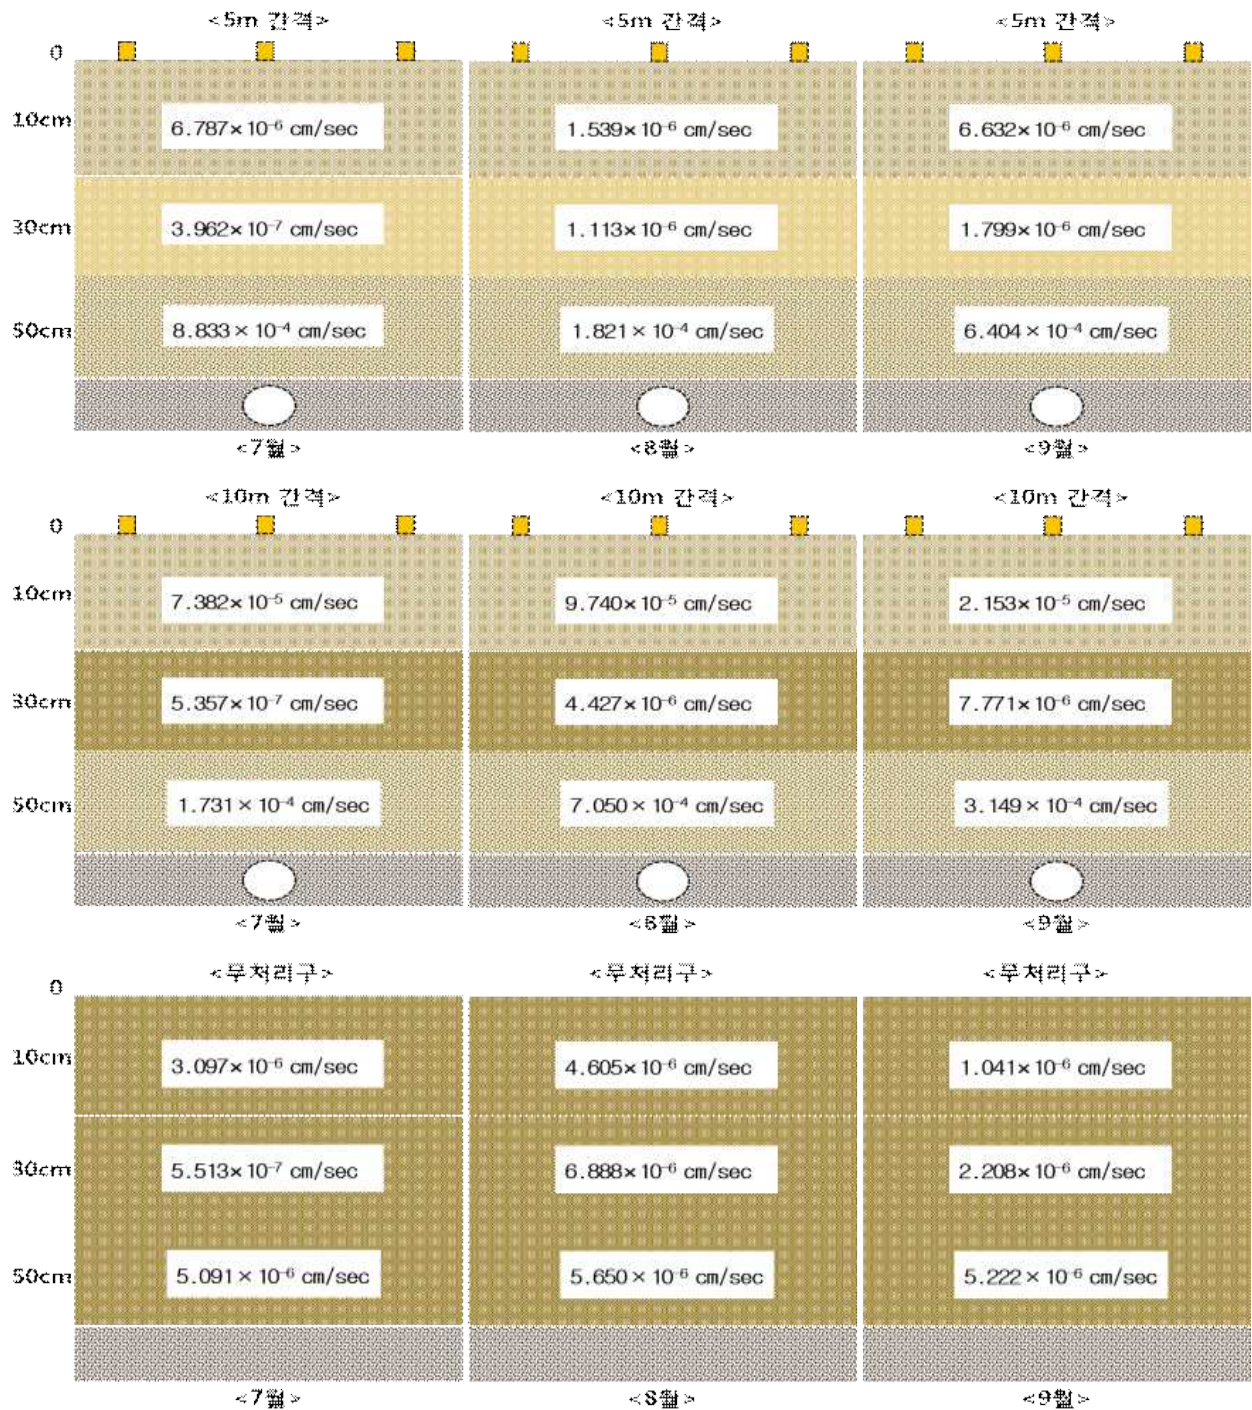 <5m 간격> <5m 간격> <5m 간격>
0
10cm 6.787×10⁻⁶ cm/sec 1.539×10⁻⁶ cm/sec 6.632×10⁻⁶ cm/sec
30cm 3.962×10⁻⁷ cm/sec 1.113×10⁻⁶ cm/sec 1.799×10⁻⁶ cm/sec
50cm 8.833×10⁻⁴ cm/sec 1.821×10⁻⁴ cm/sec 6.404×10⁻⁴ cm/sec
<7월> <8월> <9월>
<10m 간격> <10m 간격> <10m 간격>
0
10cm 7.382×10⁻⁵ cm/sec 9.740×10⁻⁵ cm/sec 2.153×10⁻⁵ cm/sec
30cm 5.357×10⁻⁷ cm/sec 4.427×10⁻⁶ cm/sec 7.771×10⁻⁶ cm/sec
50cm 1.731×10⁻⁴ cm/sec 7.050×10⁻⁴ cm/sec 3.149×10⁻⁴ cm/sec
<7월> <8월> <9월>
<무처리구> <무처리구> <무처리구>
0
10cm 3.097×10⁻⁶ cm/sec 4.605×10⁻⁶ cm/sec 1.041×10⁻⁶ cm/sec
30cm 5.513×10⁻⁷ cm/sec 6.888×10⁻⁶ cm/sec 2.208×10⁻⁶ cm/sec
50cm 5.091×10⁻⁶ cm/sec 5.650×10⁻⁶ cm/sec 5.222×10⁻⁶ cm/sec
<7월> <8월> <9월>